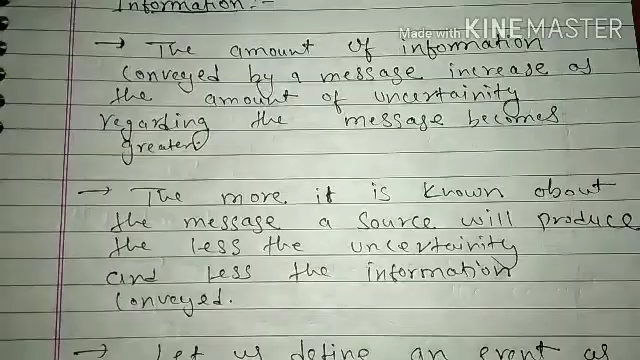 Information :-
Made with KINEMASTER
→ The amount of information
conveyed by a message increase as
the amount of uncertainity
regarding the message becomes
greater.
→ The more it is known about
the message a source will produce
the less the uncertainity
and less the information
conveyed.
→ Let us define an event as